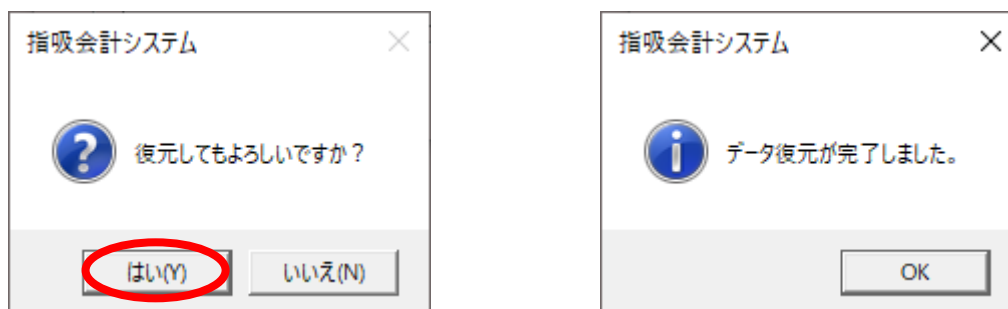 指吸会計システム
復元してもよろしいですか？
はい(Y)
いいえ(N)
指吸会計システム
データ復元が完了しました。
OK